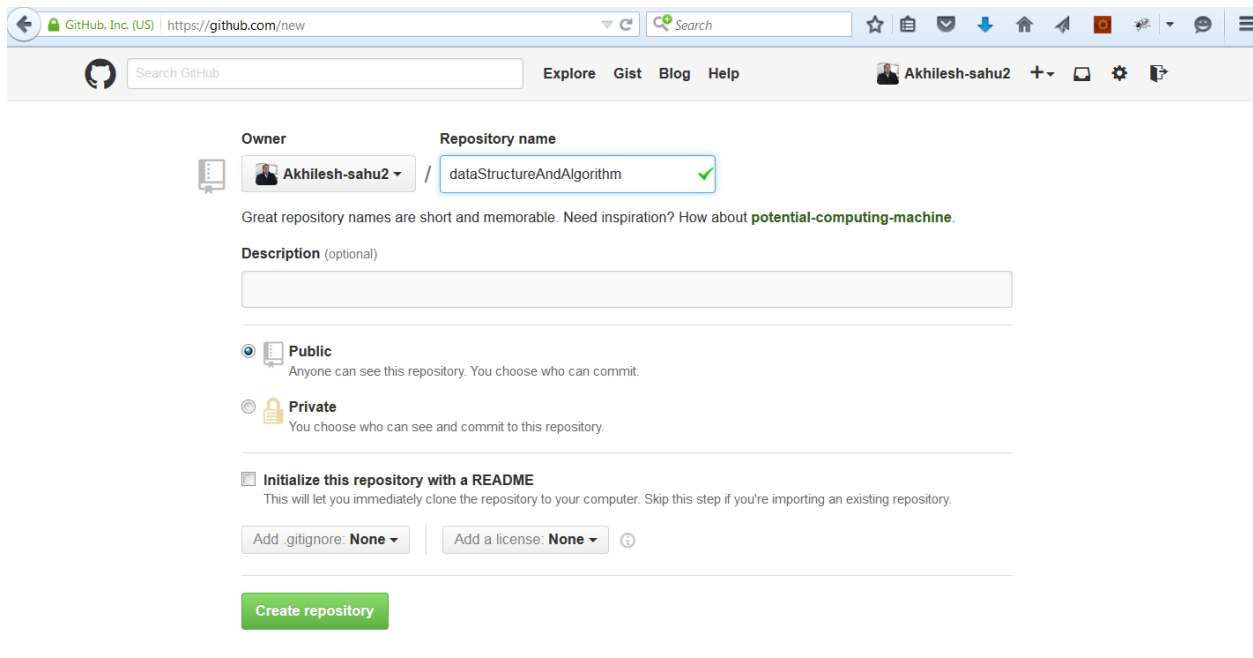 GitHub, Inc. (US) https://github.com/new Search
Search GitHub Explore Gist Blog Help Akhilesh-sahu2
Owner Repository name
Akhilesh-sahu2 / dataStructureAndAlgorithm
Great repository names are short and memorable. Need inspiration? How about potential-computing-machine.
Description (optional)
Public
Anyone can see this repository. You choose who can commit.
Private
You choose who can see and commit to this repository.
Initialize this repository with a README
This will let you immediately clone the repository to your computer. Skip this step if you're importing an existing repository.
Add .gitignore: None Add a license: None
Create repository